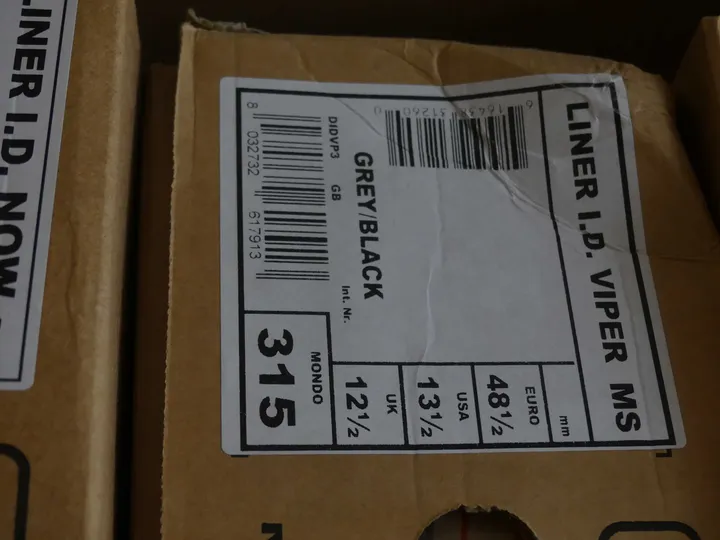 LINER I.D. NOW
LINER I.D. VIPER MS
DIDVP3 GB
8 032732 617913
GREY/BLACK
Int. Nr.
mm
EURO
48½
USA
13½
UK
12½
MONDO
315